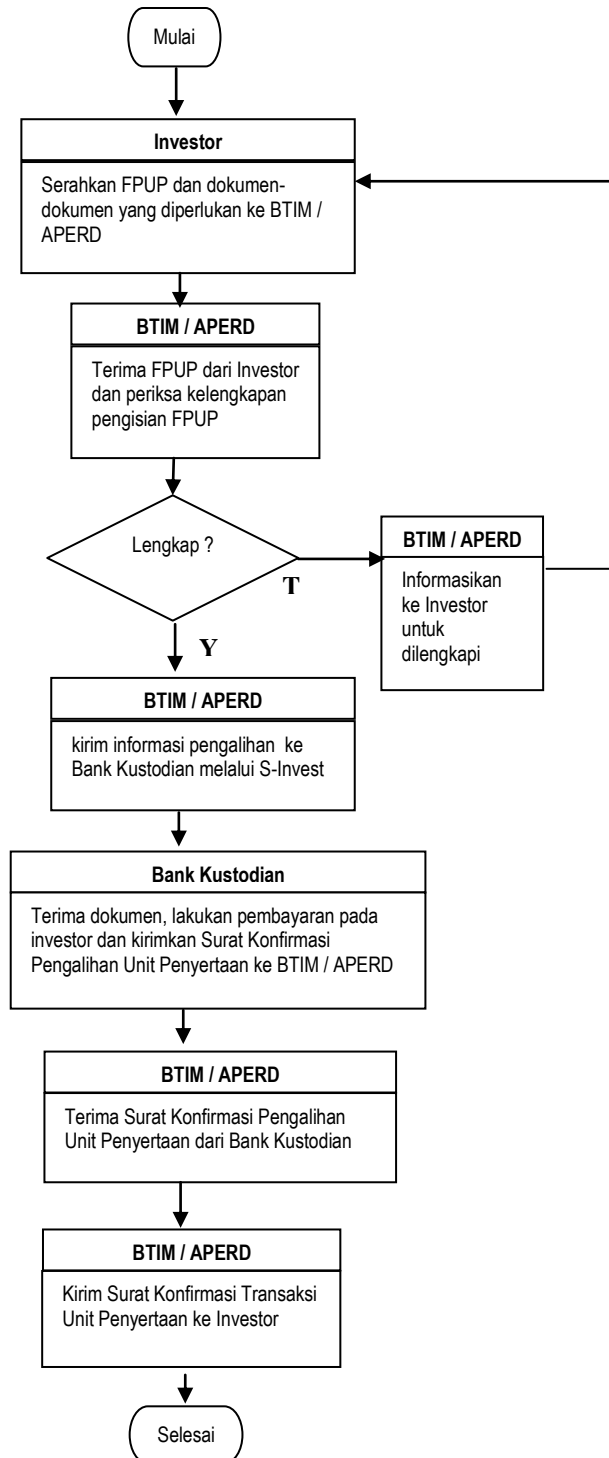 Mulai
Investor
Serahkan FPUP dan dokumen-
dokumen yang diperlukan ke BTIM /
APERD
BTIM / APERD
Terima FPUP dari Investor
dan periksa kelengkapan
pengisian FPUP
Lengkap ?
T
BTIM / APERD
Informasikan
ke Investor
untuk
dilengkapi
Y
BTIM / APERD
kirim informasi pengalihan ke
Bank Kustodian melalui S-Invest
Bank Kustodian
Terima dokumen, lakukan pembayaran pada
investor dan kirimkan Surat Konfirmasi
Pengalihan Unit Penyertaan ke BTIM / APERD
BTIM / APERD
Terima Surat Konfirmasi Pengalihan
Unit Penyertaan dari Bank Kustodian
BTIM / APERD
Kirim Surat Konfirmasi Transaksi
Unit Penyertaan ke Investor
Selesai